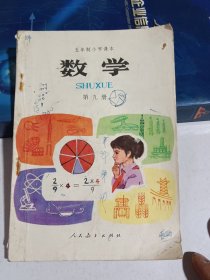 五年制小学课本
数学
SHUXUE
第九册
2/9 × 4 = 2×4/9
人民教育出版社